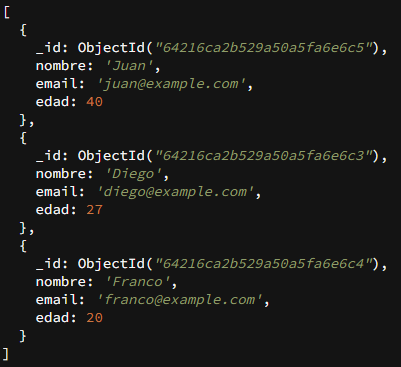 [
  {
    _id: ObjectId("64216ca2b529a50a5fa6e6c5"),
    nombre: 'Juan',
    email: 'juan@example.com',
    edad: 40
  },
  {
    _id: ObjectId("64216ca2b529a50a5fa6e6c3"),
    nombre: 'Diego',
    email: 'diego@example.com',
    edad: 27
  },
  {
    _id: ObjectId("64216ca2b529a50a5fa6e6c4"),
    nombre: 'Franco',
    email: 'franco@example.com',
    edad: 20
  }
]